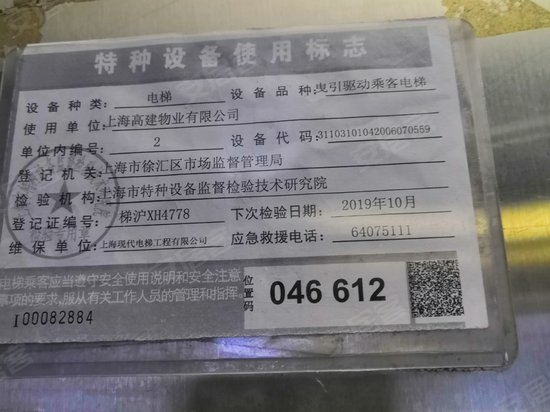 特种设备使用标志
设备种类： 电梯 设备品种： 曳引驱动乘客电梯
使用单位：上海高建物业有限公司
单位内编号： 2 设备代码：31103101042006070559
登记机关：上海市徐汇区市场监督管理局
检验机构：上海市特种设备监督检验技术研究院
登记证编号： 梯沪XH4778 下次检验日期： 2019年10月
维保单位：上海现代电梯工程有限公司 应急救援电话： 64075111
电梯乘客应当遵守安全使用说明和安全注意
事项的要求,服从有关工作人员的管理和指挥。
位置码 046 612
I00082884